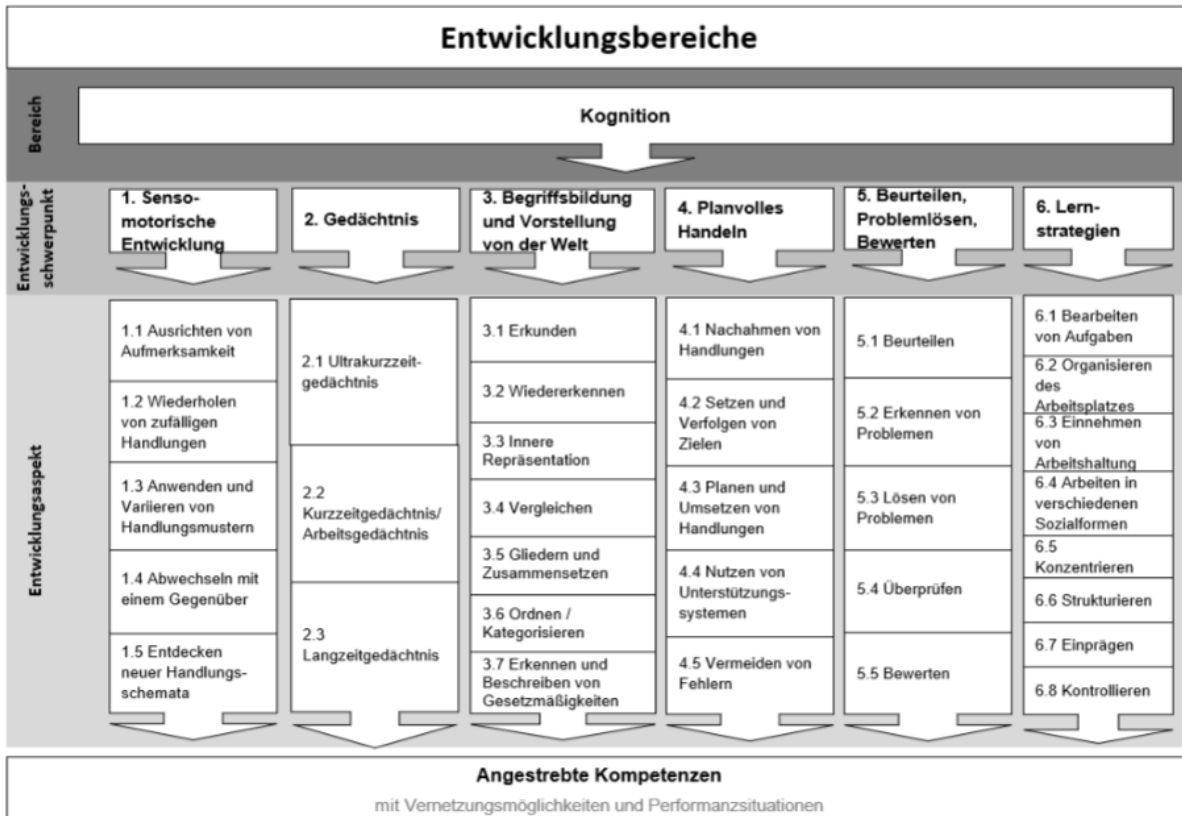 Entwicklungsbereiche
Bereich
Kognition
Entwicklungs-
schwerpunkt
1. Senso-
motorische
Entwicklung
2. Gedächtnis
3. Begriffsbildung
und Vorstellung
von der Welt
4. Planvolles
Handeln
5. Beurteilen,
Problemlösen,
Bewerten
6. Lern-
strategien
Entwicklungsaspekt
1.1 Ausrichten von
Aufmerksamkeit
1.2 Wiederholen
von zufälligen
Handlungen
1.3 Anwenden und
Variieren von
Handlungsmustern
1.4 Abwechseln mit
einem Gegenüber
1.5 Entdecken
neuer Handlungs-
schemata
2.1 Ultrakurzzeit-
gedächtnis
2.2
Kurzzeitgedächtnis/
Arbeitsgedächtnis
2.3
Langzeitgedächtnis
3.1 Erkunden
3.2 Wiedererkennen
3.3 Innere
Repräsentation
3.4 Vergleichen
3.5 Gliedern und
Zusammensetzen
3.6 Ordnen /
Kategorisieren
3.7 Erkennen und
Beschreiben von
Gesetzmäßigkeiten
4.1 Nachahmen von
Handlungen
4.2 Setzen und
Verfolgen von
Zielen
4.3 Planen und
Umsetzen von
Handlungen
4.4 Nutzen von
Unterstützungs-
systemen
4.5 Vermeiden von
Fehlern
5.1 Beurteilen
5.2 Erkennen von
Problemen
5.3 Lösen von
Problemen
5.4 Überprüfen
5.5 Bewerten
6.1 Bearbeiten
von Aufgaben
6.2 Organisieren
des
Arbeitsplatzes
6.3 Einnehmen
von
Arbeitshaltung
6.4 Arbeiten in
verschiedenen
Sozialformen
6.5
Konzentrieren
6.6 Strukturieren
6.7 Einprägen
6.8 Kontrollieren
Angestrebte Kompetenzen
mit Vernetzungsmöglichkeiten und Performanzsituationen